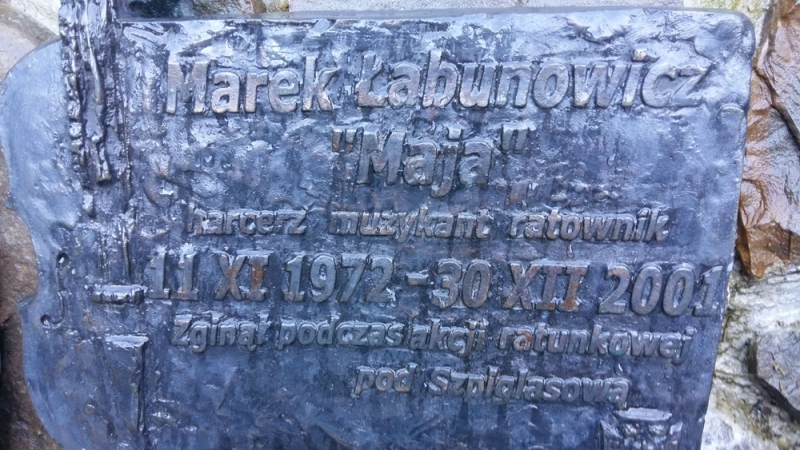 Marek Łabunowicz
"Maja"
harcerz muzykant ratownik
11 XI 1972 - 30 XII 2001
Zginął podczas akcji ratunkowej
pod Szpiglasową